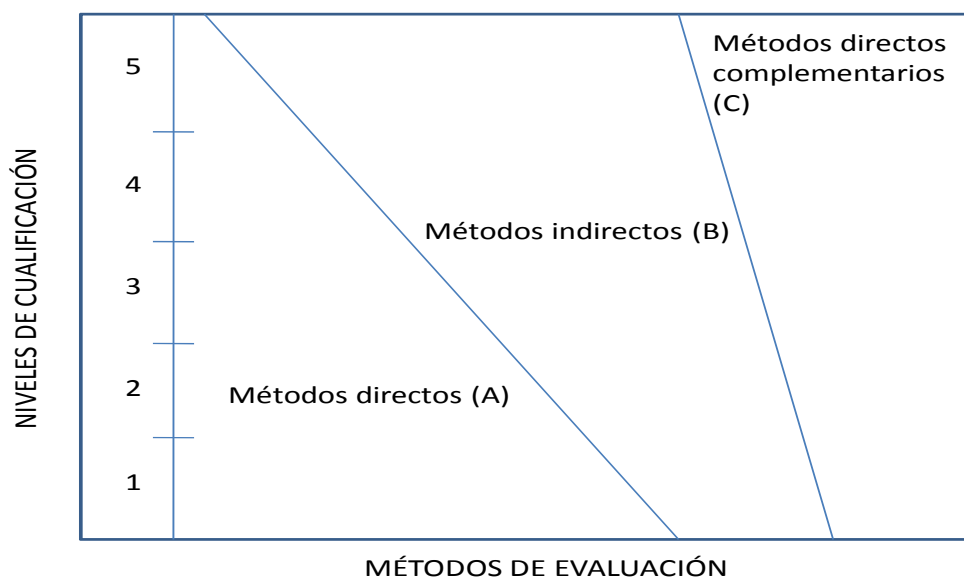 Métodos directos
complementarios
(C)
5
4
Métodos indirectos (B)
3
Métodos directos (A)
2
1
NIVELES DE CUALIFICACIÓN
MÉTODOS DE EVALUACIÓN